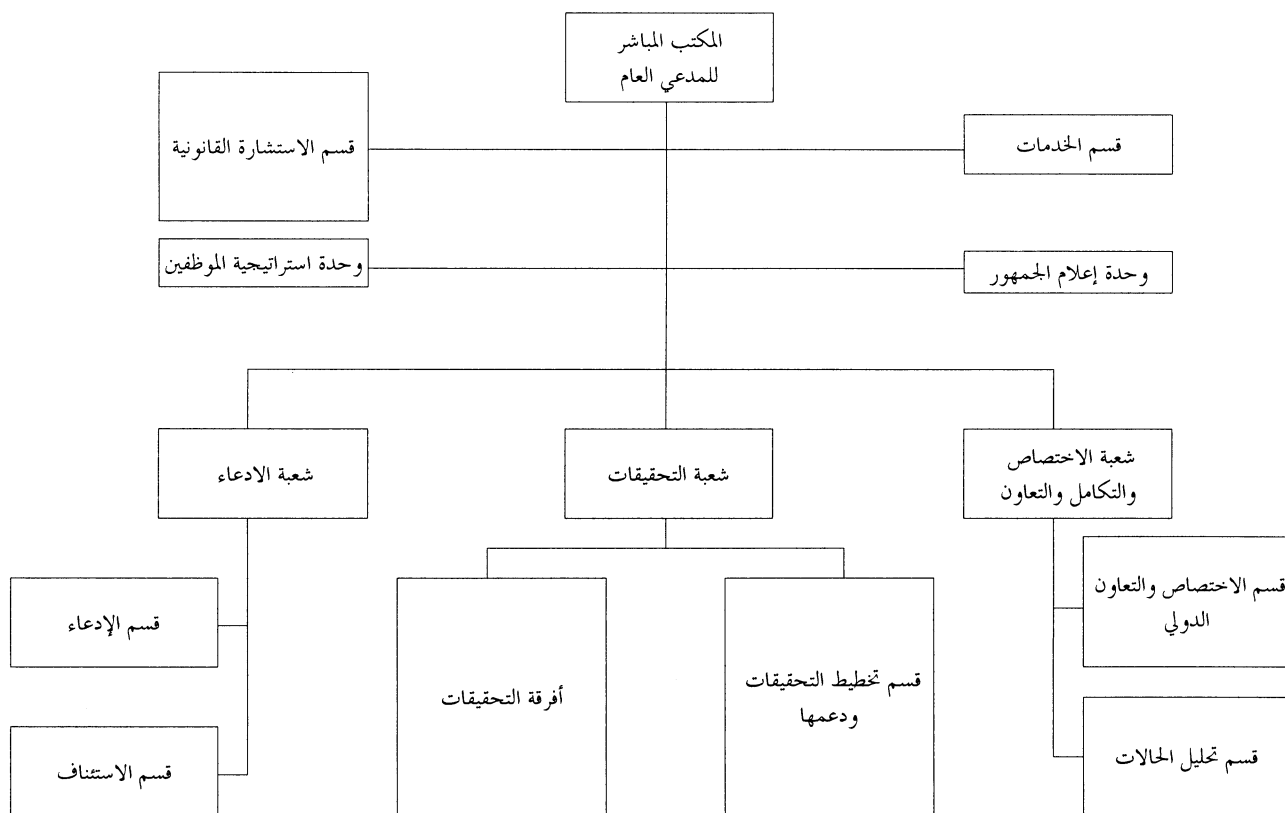 المكتب المباشر
للمدعي العام
قسم الخدمات
قسم الاستشارة القانونية
وحدة إعلام الجمهور
وحدة استراتيجية الموظفين
شعبة الاختصاص
والتكامل والتعاون
شعبة التحقيقات
شعبة الادعاء
قسم الاختصاص والتعاون
الدولي
قسم تحليل الحالات
قسم تخطيط التحقيقات
ودعمها
أفرقة التحقيقات
قسم الإدعاء
قسم الاستئناف